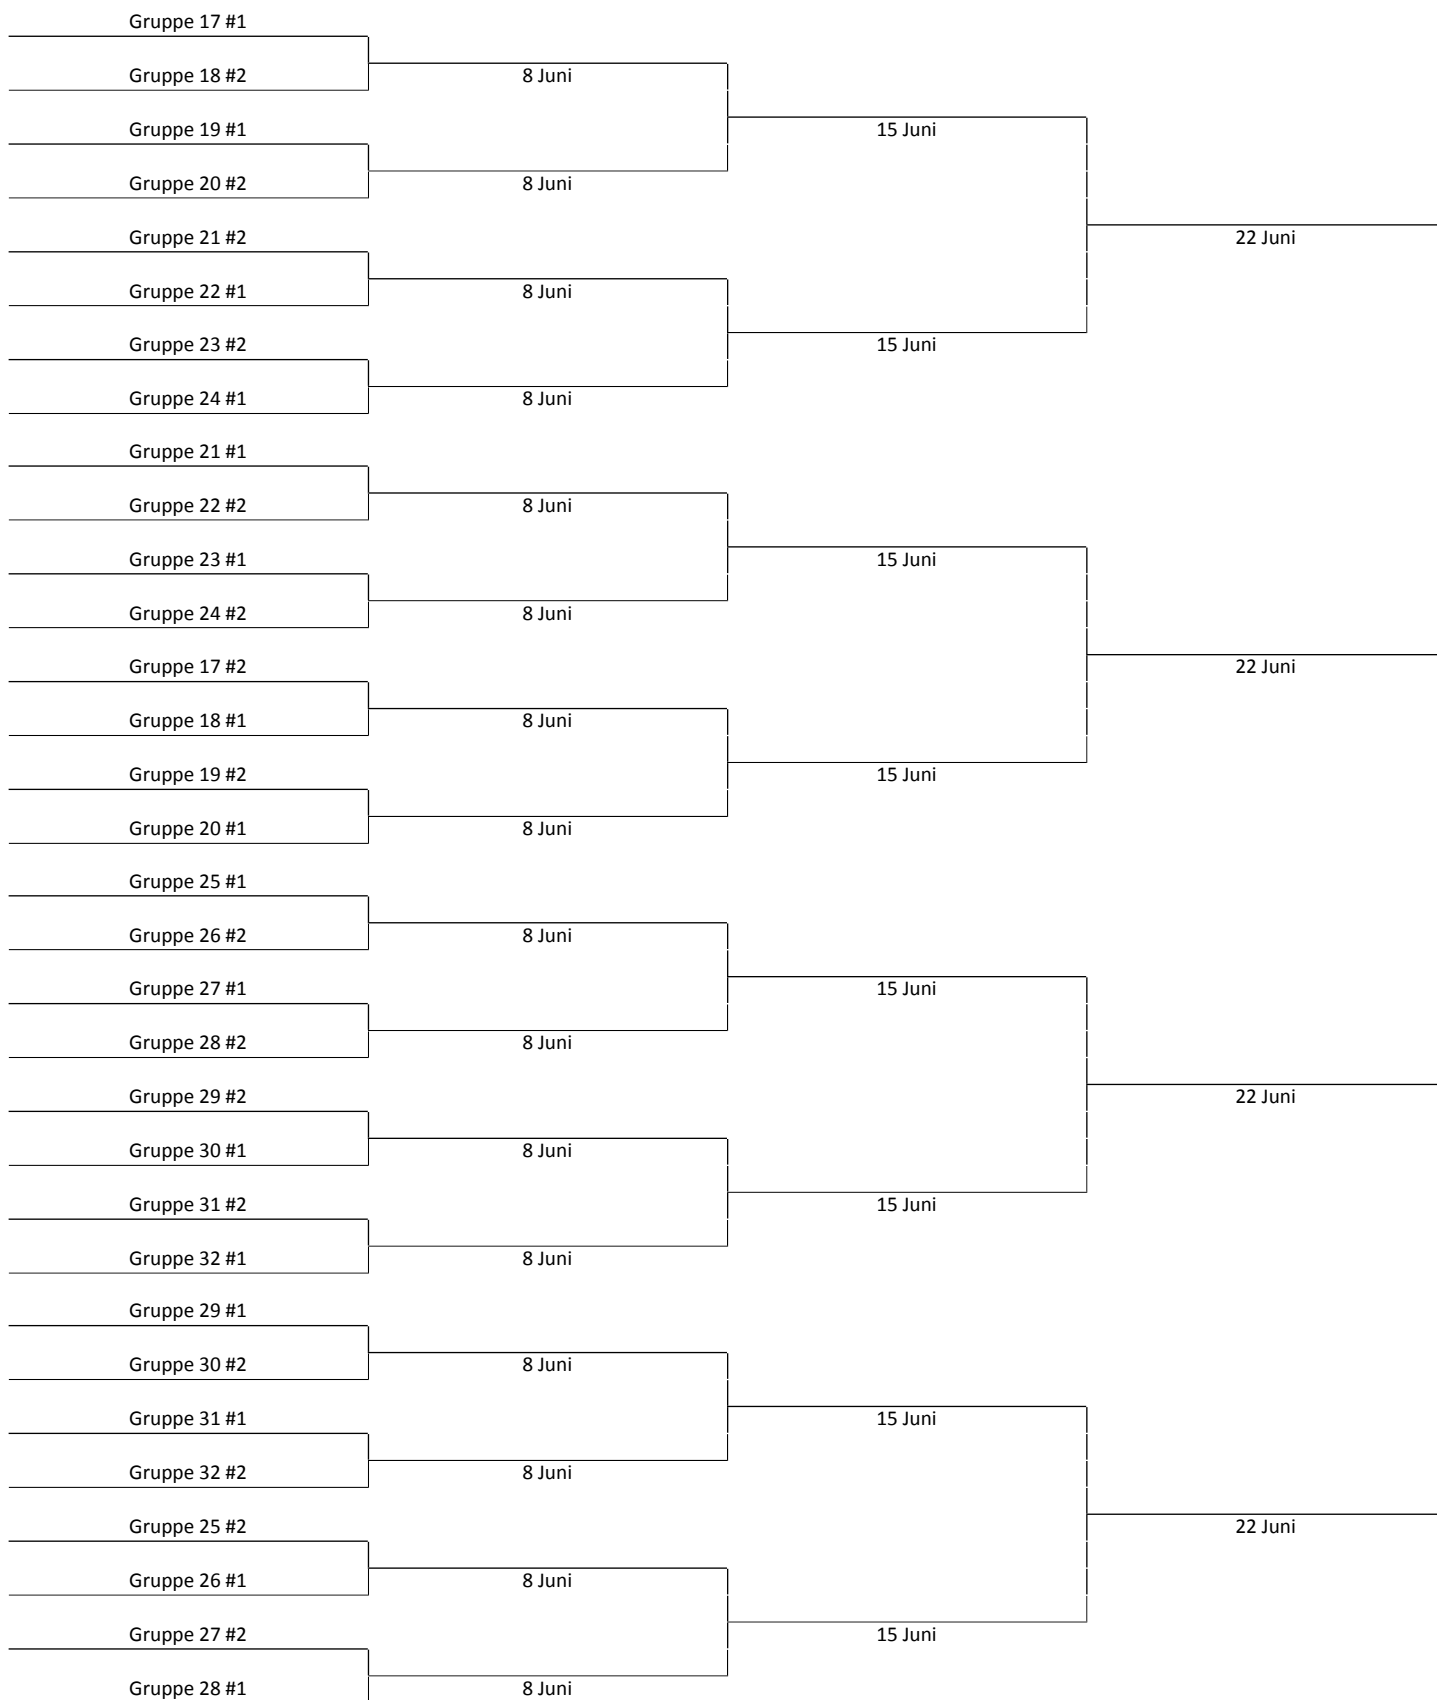 Gruppe 17 #1
Gruppe 18 #2 8 Juni
Gruppe 19 #1 15 Juni
Gruppe 20 #2 8 Juni
Gruppe 21 #2 22 Juni
Gruppe 22 #1 8 Juni
Gruppe 23 #2 15 Juni
Gruppe 24 #1 8 Juni
Gruppe 21 #1
Gruppe 22 #2 8 Juni
Gruppe 23 #1 15 Juni
Gruppe 24 #2 8 Juni
Gruppe 17 #2 22 Juni
Gruppe 18 #1 8 Juni
Gruppe 19 #2 15 Juni
Gruppe 20 #1 8 Juni
Gruppe 25 #1
Gruppe 26 #2 8 Juni
Gruppe 27 #1 15 Juni
Gruppe 28 #2 8 Juni
Gruppe 29 #2 22 Juni
Gruppe 30 #1 8 Juni
Gruppe 31 #2 15 Juni
Gruppe 32 #1 8 Juni
Gruppe 29 #1
Gruppe 30 #2 8 Juni
Gruppe 31 #1 15 Juni
Gruppe 32 #2 8 Juni
Gruppe 25 #2 22 Juni
Gruppe 26 #1 8 Juni
Gruppe 27 #2 15 Juni
Gruppe 28 #1 8 Juni